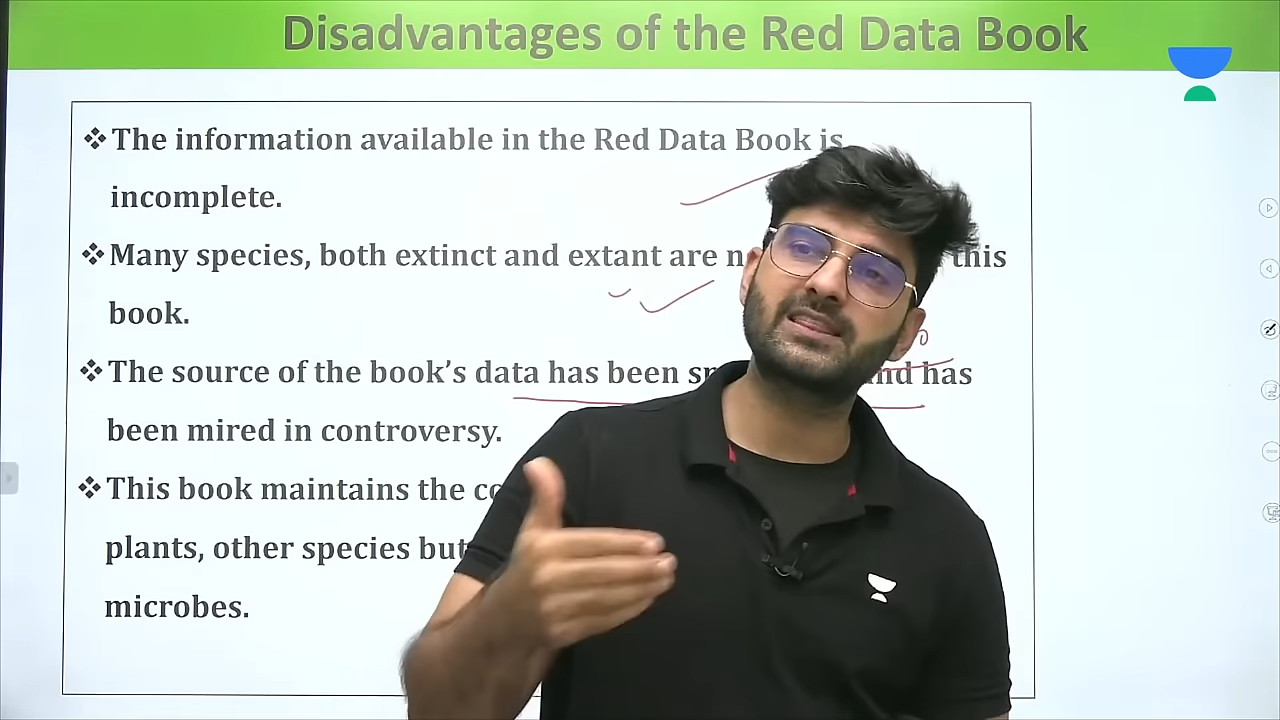 Disadvantages of the Red Data Book
❖The information available in the Red Data Book is
incomplete.
❖Many species, both extinct and extant are this
book.
❖The source of the book’s data has been and has
been mired in controversy.
❖This book maintains the
plants, other species but
microbes.